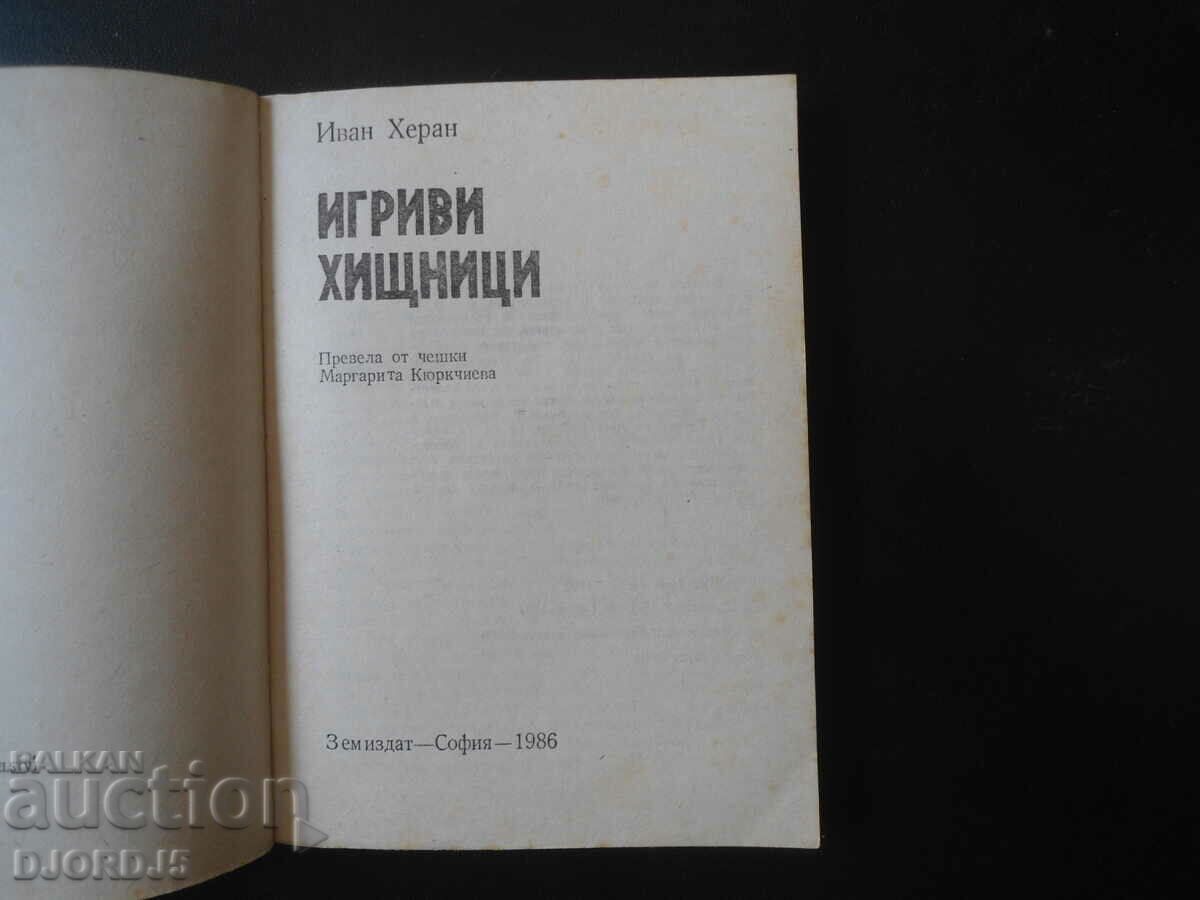 Иван Херан
ИГРИВИ
ХИЩНИЦИ
Превела от чешки
Маргарита Кюркчиева
Земиздат—София—1986
BALKAN
auction
DJORDJ5